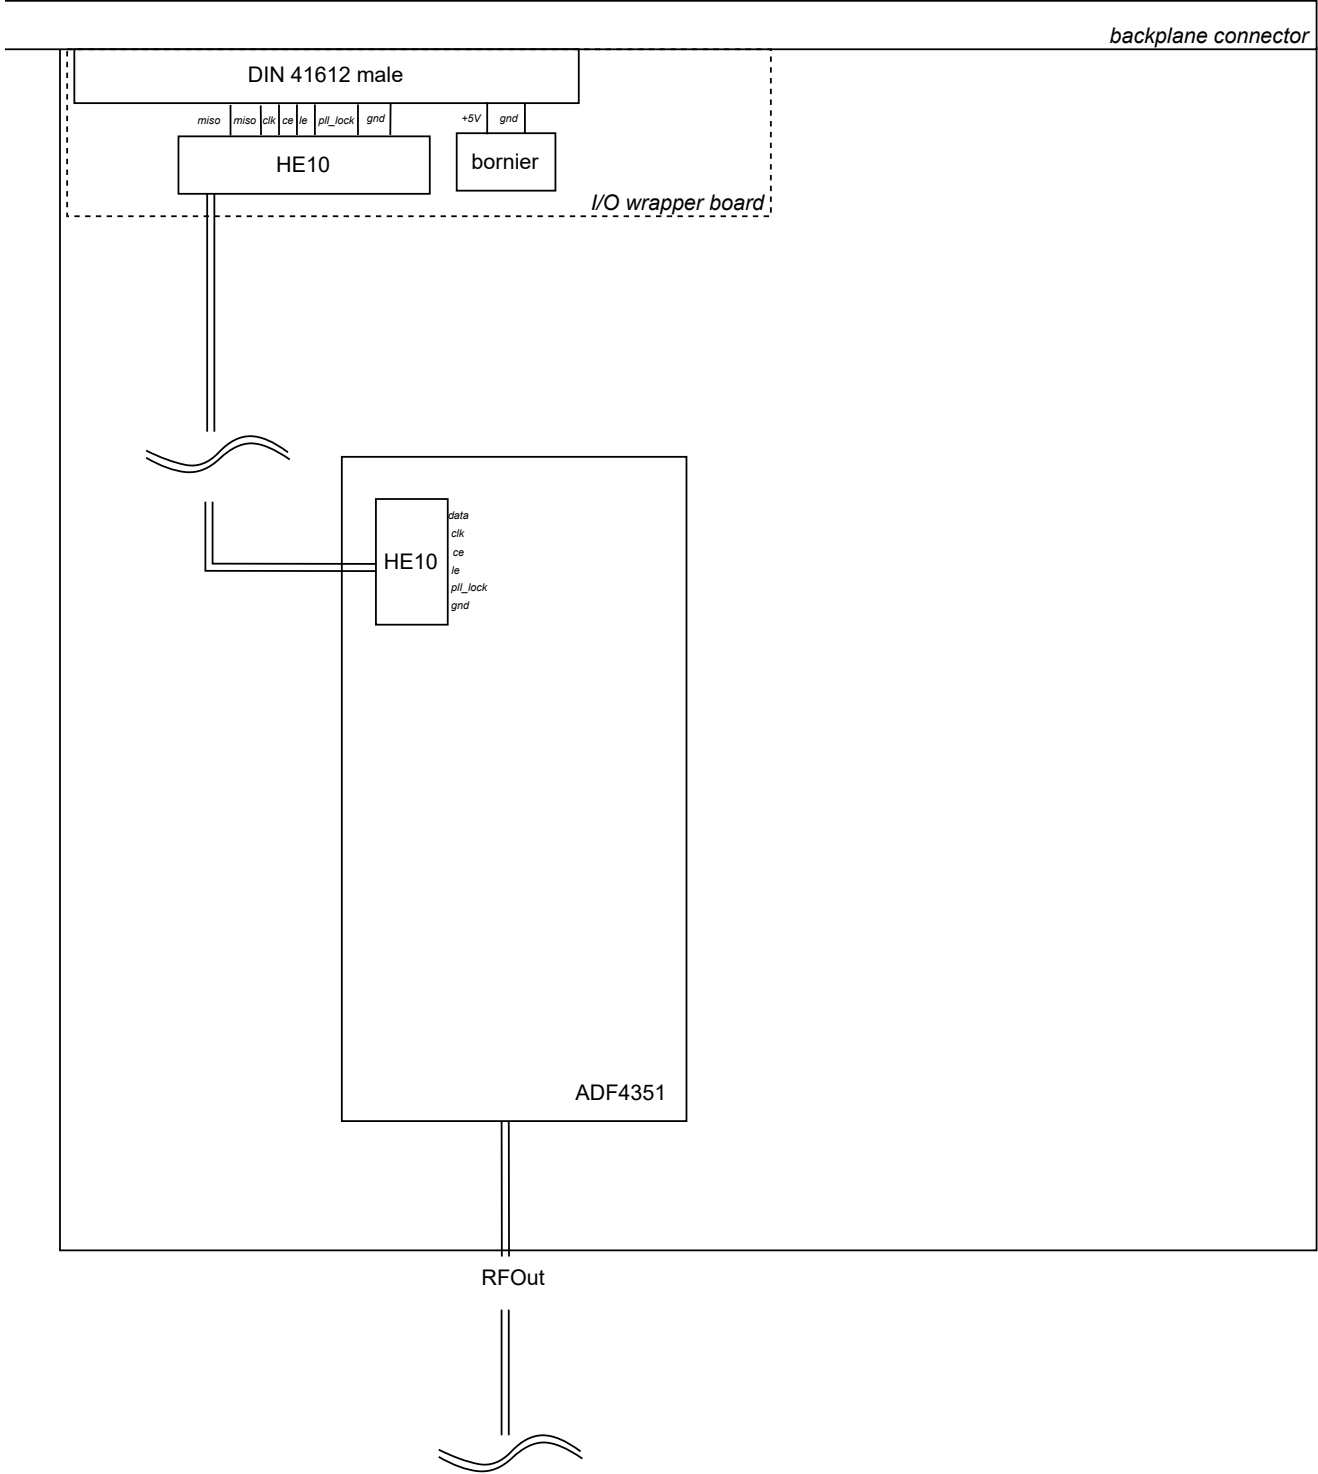 backplane connector
DIN 41612 male
miso miso clk ce le pll_lock gnd +5V gnd
HE10
bornier
I/O wrapper board
data
clk
ce
HE10
le
pll_lock
gnd
ADF4351
RFOut